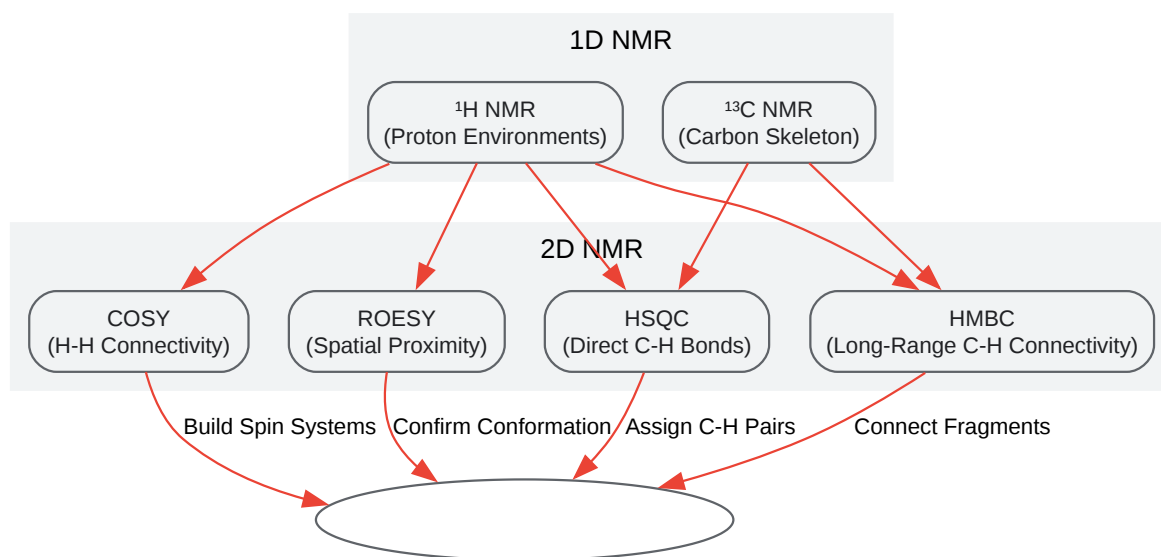 1D NMR
¹H NMR
(Proton Environments)
¹³C NMR
(Carbon Skeleton)
2D NMR
COSY
(H-H Connectivity)
ROESY
(Spatial Proximity)
HSQC
(Direct C-H Bonds)
HMBC
(Long-Range C-H Connectivity)
Build Spin Systems
Confirm Conformation
Assign C-H Pairs
Connect Fragments